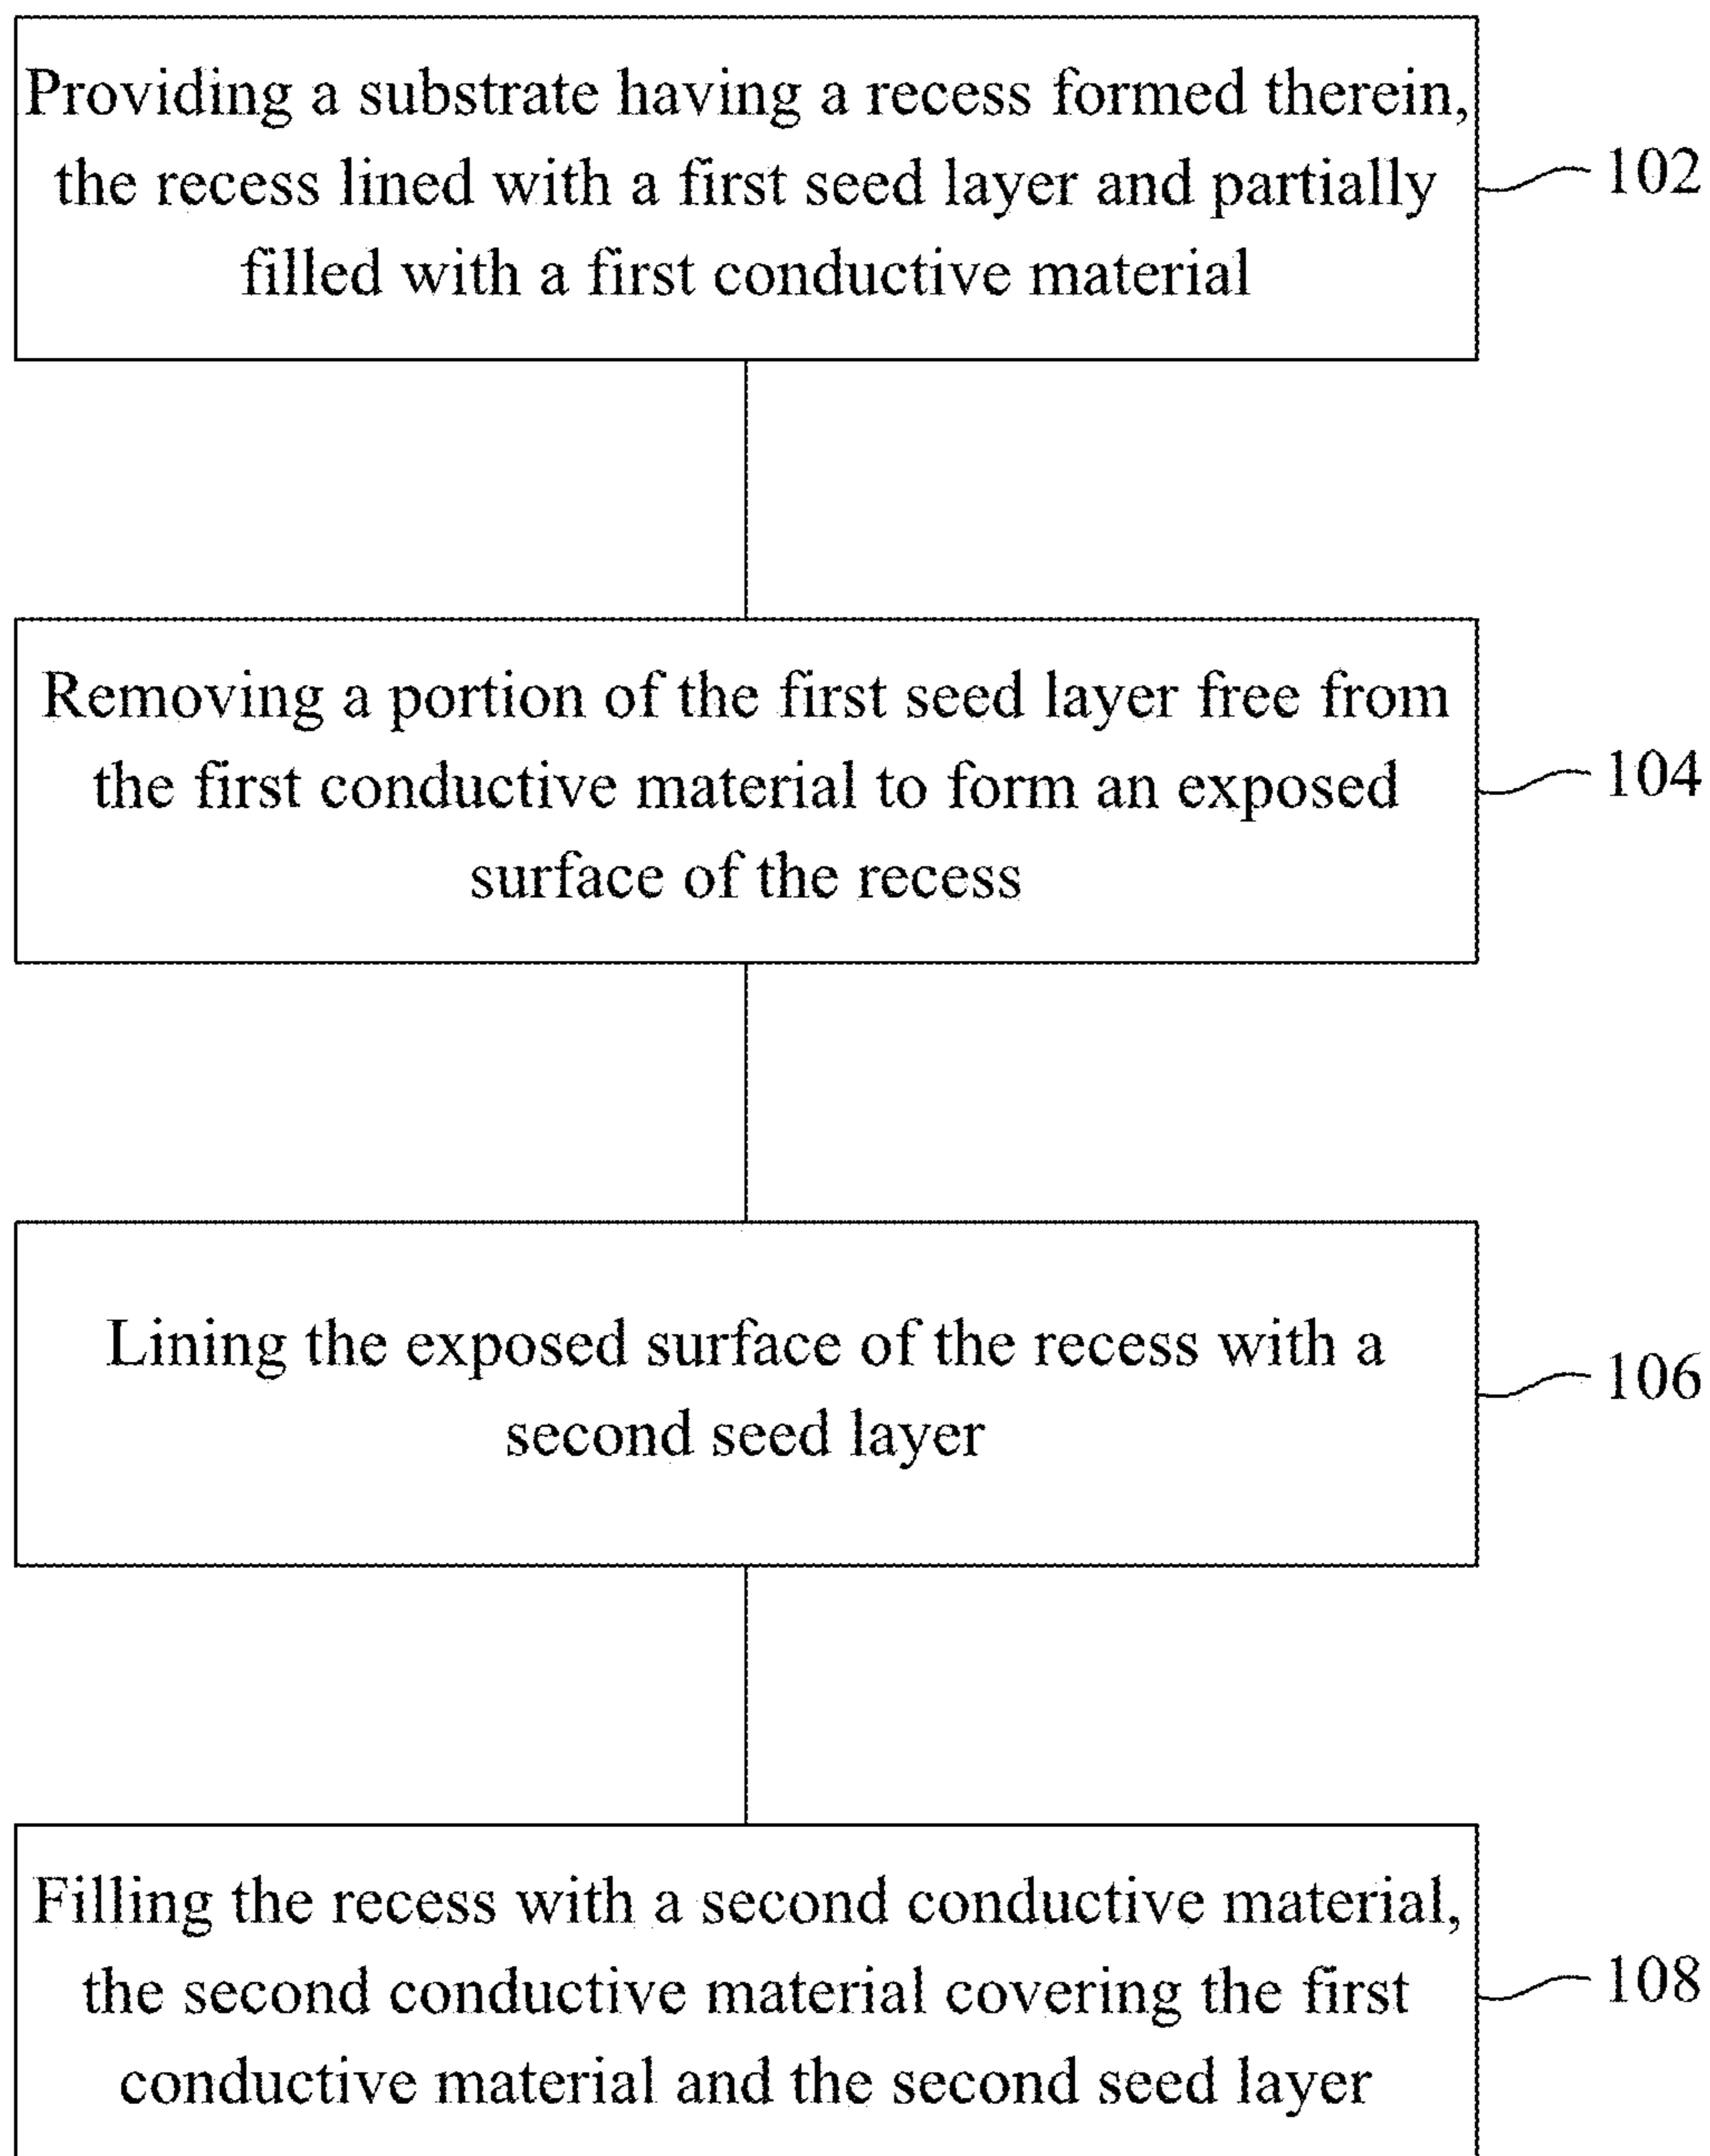 Providing a substrate having a recess formed therein,
the recess lined with a first seed layer and partially
filled with a first conductive material
102
Removing a portion of the first seed layer free from
the first conductive material to form an exposed
surface of the recess
104
Lining the exposed surface of the recess with a
second seed layer
106
Filling the recess with a second conductive material,
the second conductive material covering the first
conductive material and the second seed layer
108